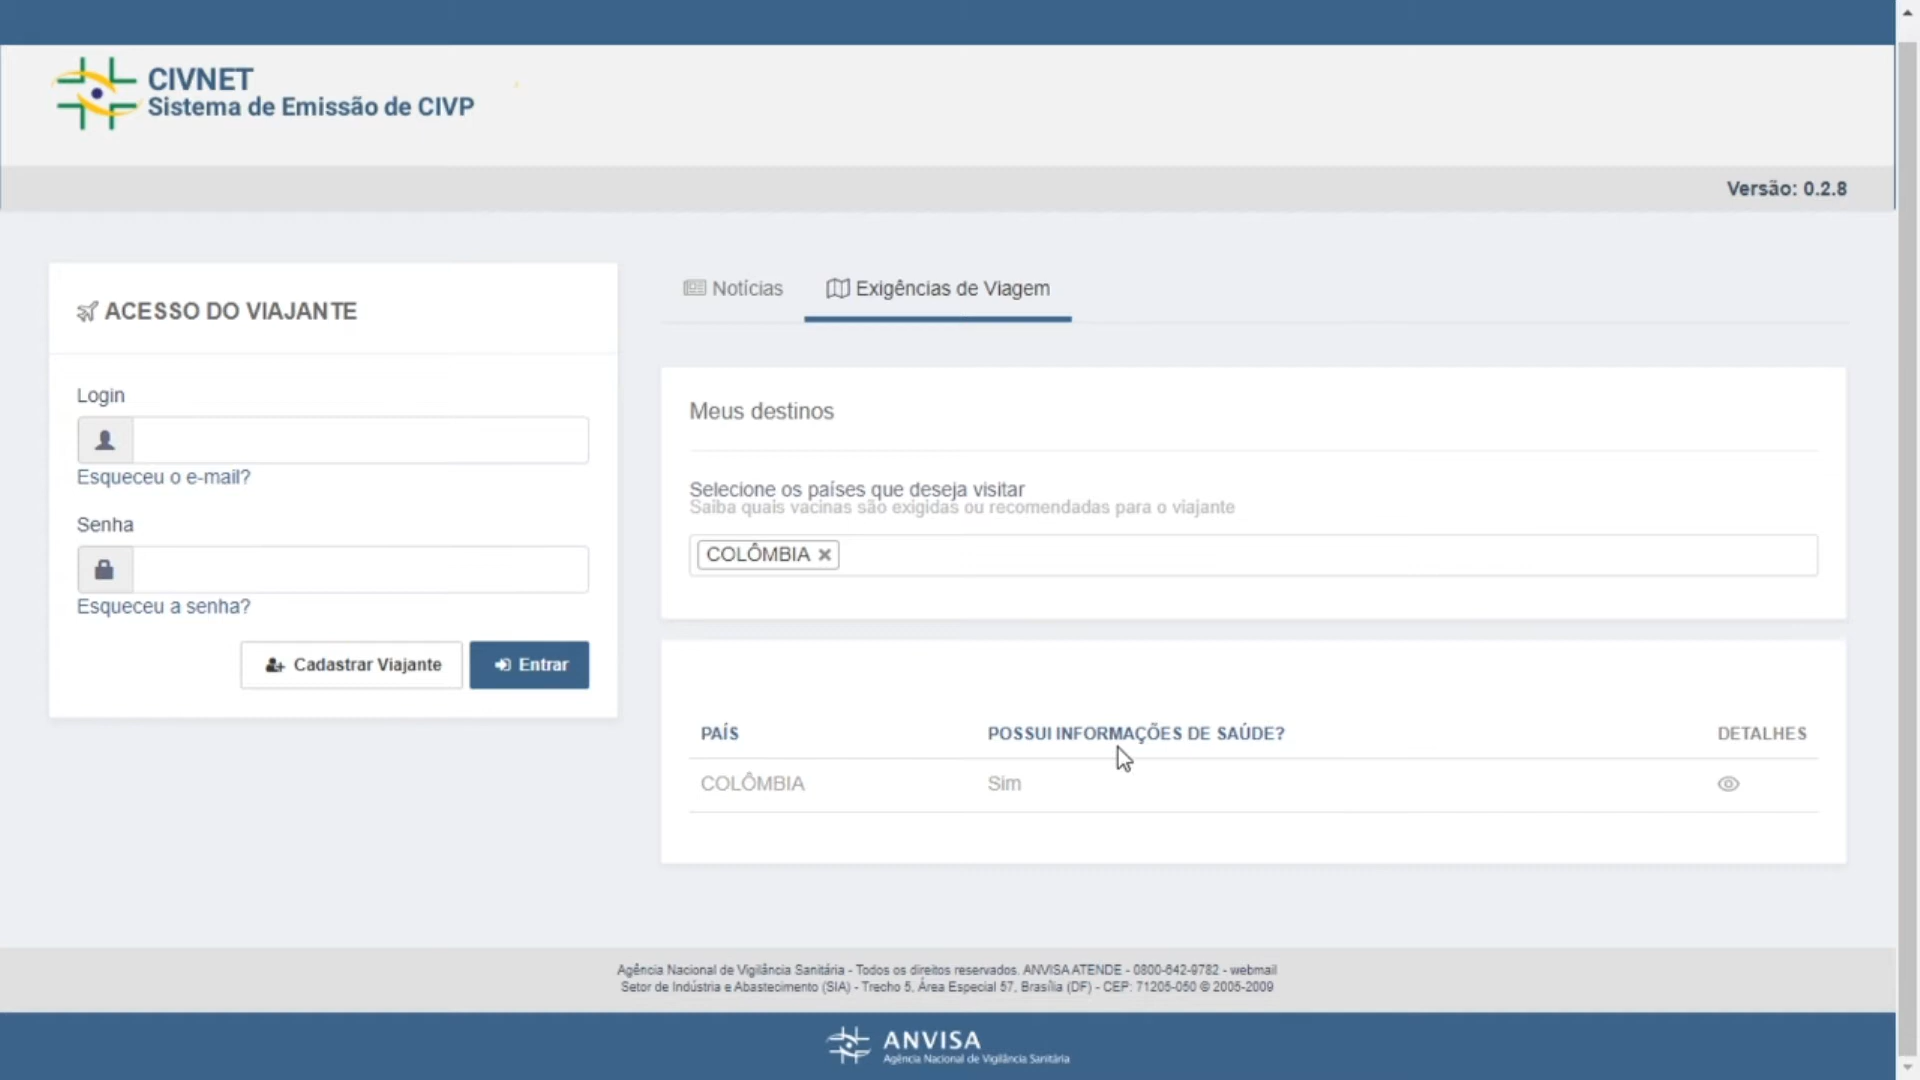 CIVNET
Sistema de Emissão de CIVP
Versão: 0.2.8
ACESSO DO VIAJANTE
Login
Esqueceu o e-mail?
Senha
Esqueceu a senha?
Cadastrar Viajante
Entrar
Notícias
Exigências de Viagem
Meus destinos
Selecione os países que deseja visitar
Saiba quais vacinas são exigidas ou recomendadas para o viajante
COLÔMBIA ×
PAÍS POSSUI INFORMAÇÕES DE SAÚDE? DETALHES
COLÔMBIA Sim
Agência Nacional de Vigilância Sanitária - Todos os direitos reservados. ANVISA ATENDE - 0800-642-9782 - webmail
Setor de Indústria e Abastecimento (SIA) - Trecho 5, Área Especial 57, Brasília (DF) - CEP: 71205-050 © 2005-2009
ANVISA
Agência Nacional de Vigilância Sanitária